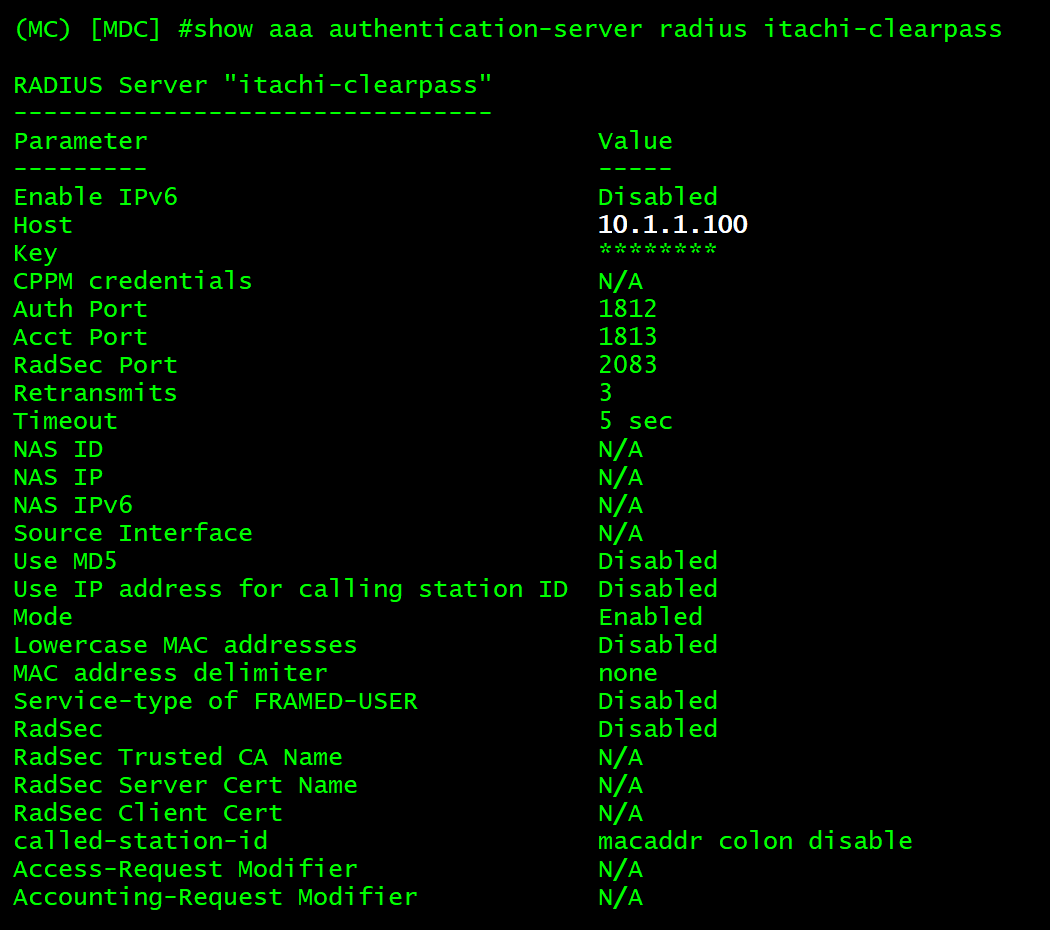 (MC) [MDC] #show aaa authentication-server radius itachi-clearpass
RADIUS Server "itachi-clearpass"
--------------------------------
Parameter Value
--------- -----
Enable IPv6 Disabled
Host 10.1.1.100
Key ********
CPPM credentials N/A
Auth Port 1812
Acct Port 1813
RadSec Port 2083
Retransmits 3
Timeout 5 sec
NAS ID N/A
NAS IP N/A
NAS IPv6 N/A
Source Interface N/A
Use MD5 Disabled
Use IP address for calling station ID Disabled
Mode Enabled
Lowercase MAC addresses Disabled
MAC address delimiter none
Service-type of FRAMED-USER Disabled
RadSec Disabled
RadSec Trusted CA Name N/A
RadSec Server Cert Name N/A
RadSec Client Cert N/A
called-station-id macaddr colon disable
Access-Request Modifier N/A
Accounting-Request Modifier N/A